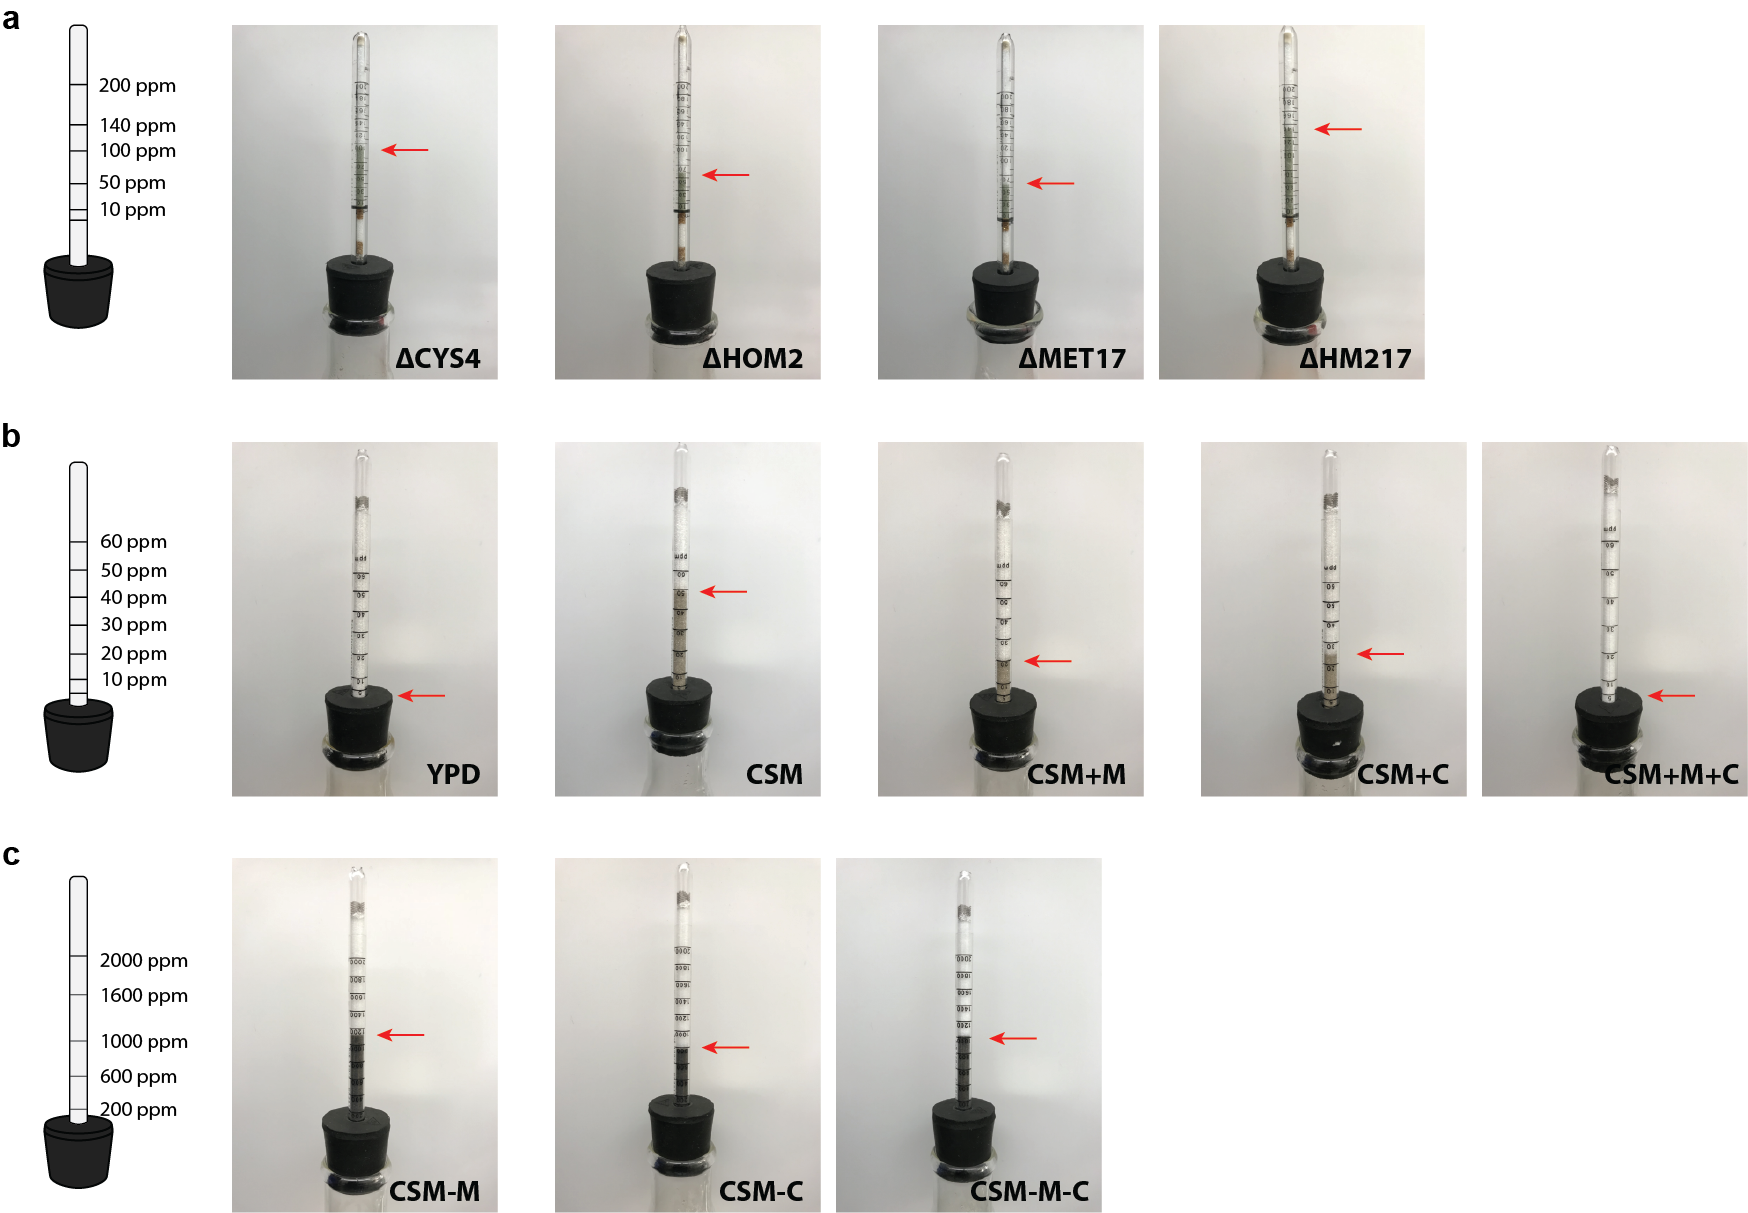 a
200 ppm
140 ppm
100 ppm
50 ppm
10 ppm
ΔCYS4
ΔHOM2
ΔMET17
ΔHM217
b
60 ppm
50 ppm
40 ppm
30 ppm
20 ppm
10 ppm
YPD
CSM
CSM+M
CSM+C
CSM+M+C
c
2000 ppm
1600 ppm
1000 ppm
600 ppm
200 ppm
CSM-M
CSM-C
CSM-M-C